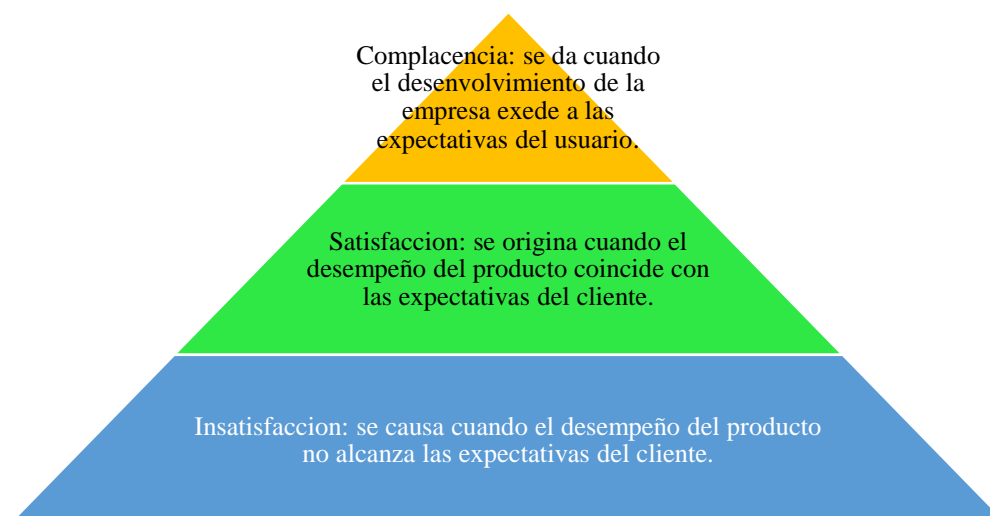 Complacencia: se da cuando
el desenvolvimiento de la
empresa exede a las
expectativas del usuario.
Satisfaccion: se origina cuando el
desempeño del producto coincide con
las expectativas del cliente.
Insatisfaccion: se causa cuando el desempeño del producto
no alcanza las expectativas del cliente.